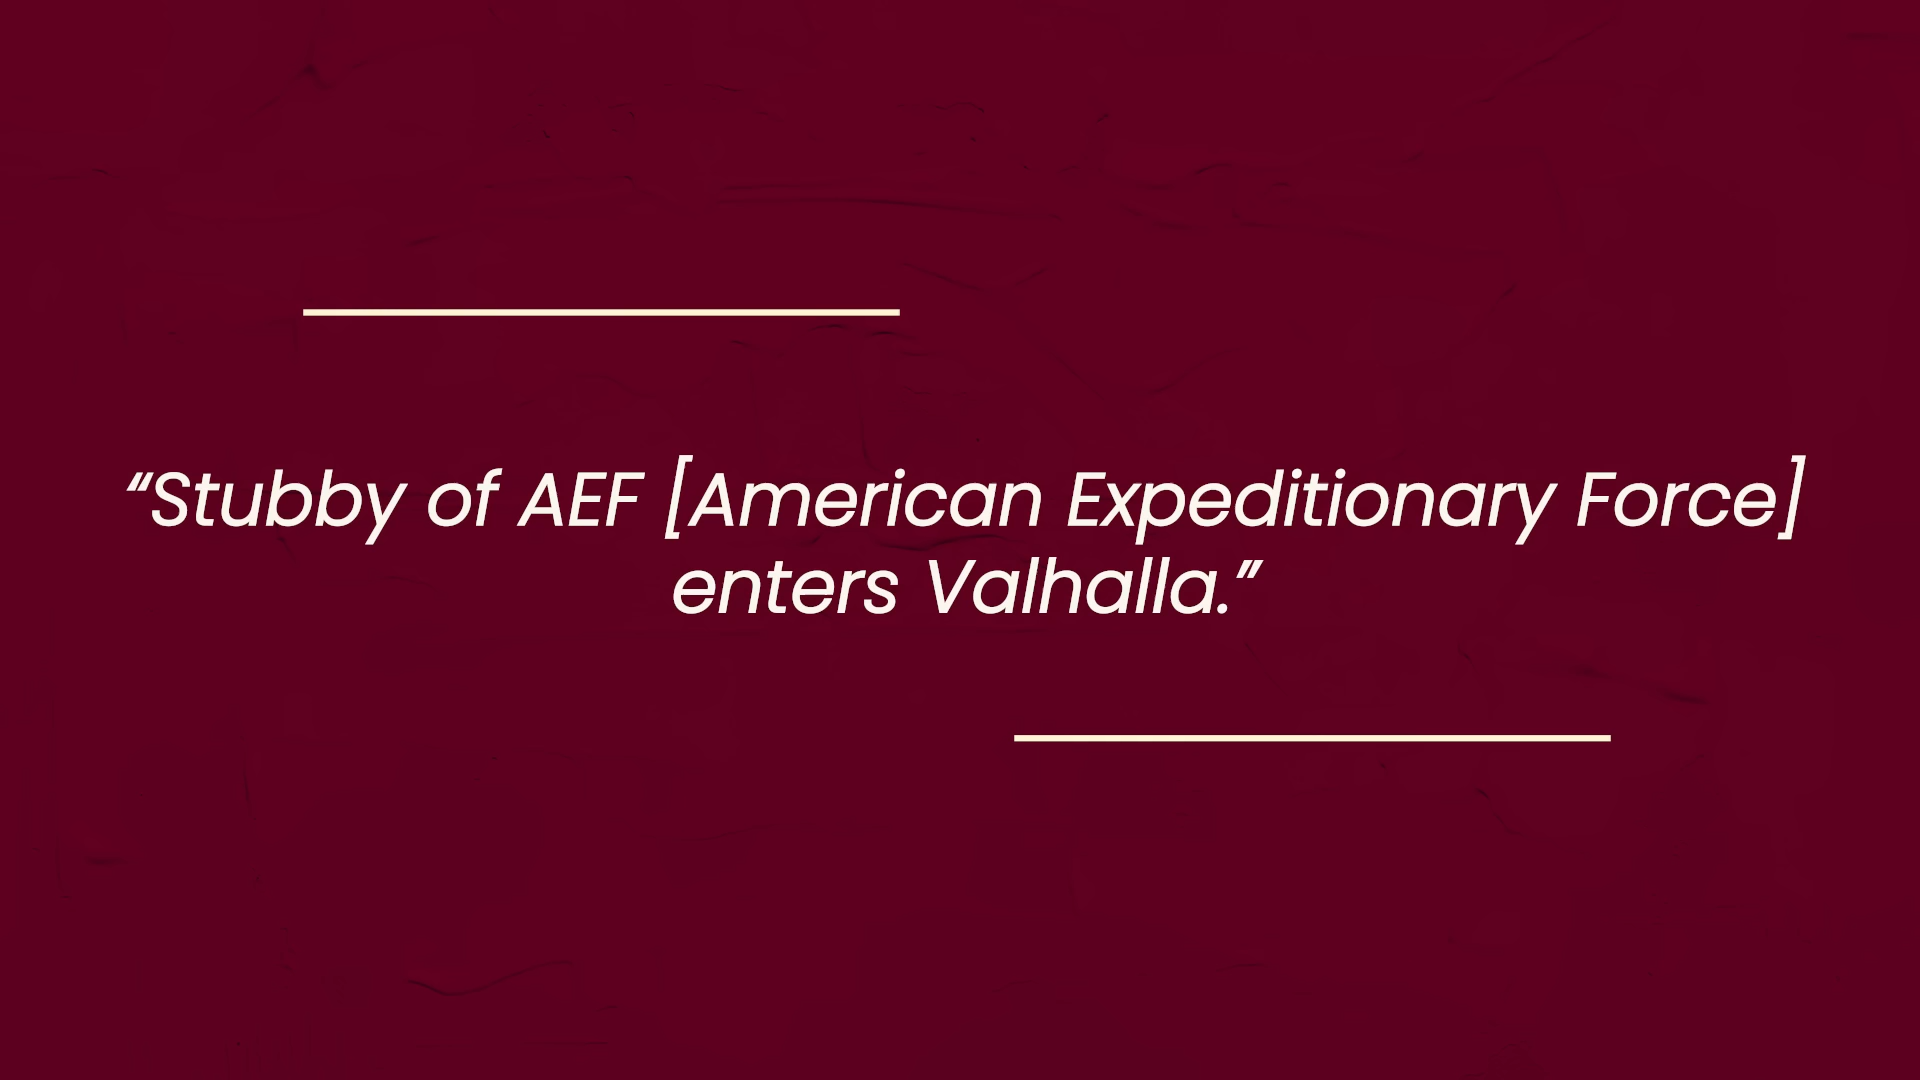 “Stubby of AEF [American Expeditionary Force]
enters Valhalla.”